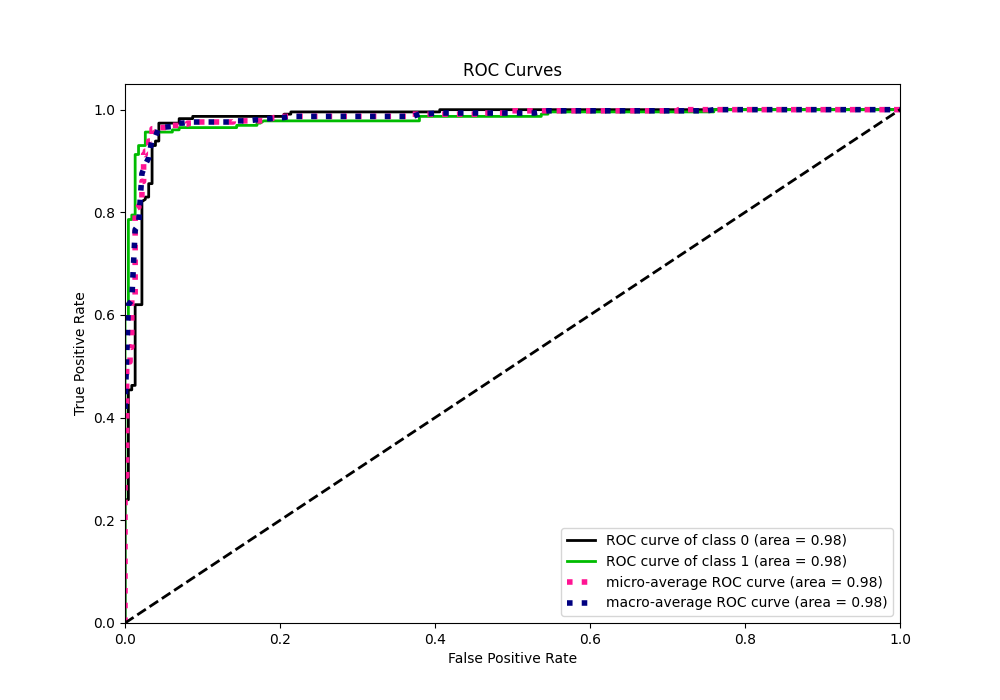 ROC Curves
True Positive Rate
1.0
0.8
0.6
0.4
0.2
0.0
0.0 0.2 0.4 0.6 0.8 1.0
False Positive Rate
ROC curve of class 0 (area = 0.98)
ROC curve of class 1 (area = 0.98)
micro-average ROC curve (area = 0.98)
macro-average ROC curve (area = 0.98)